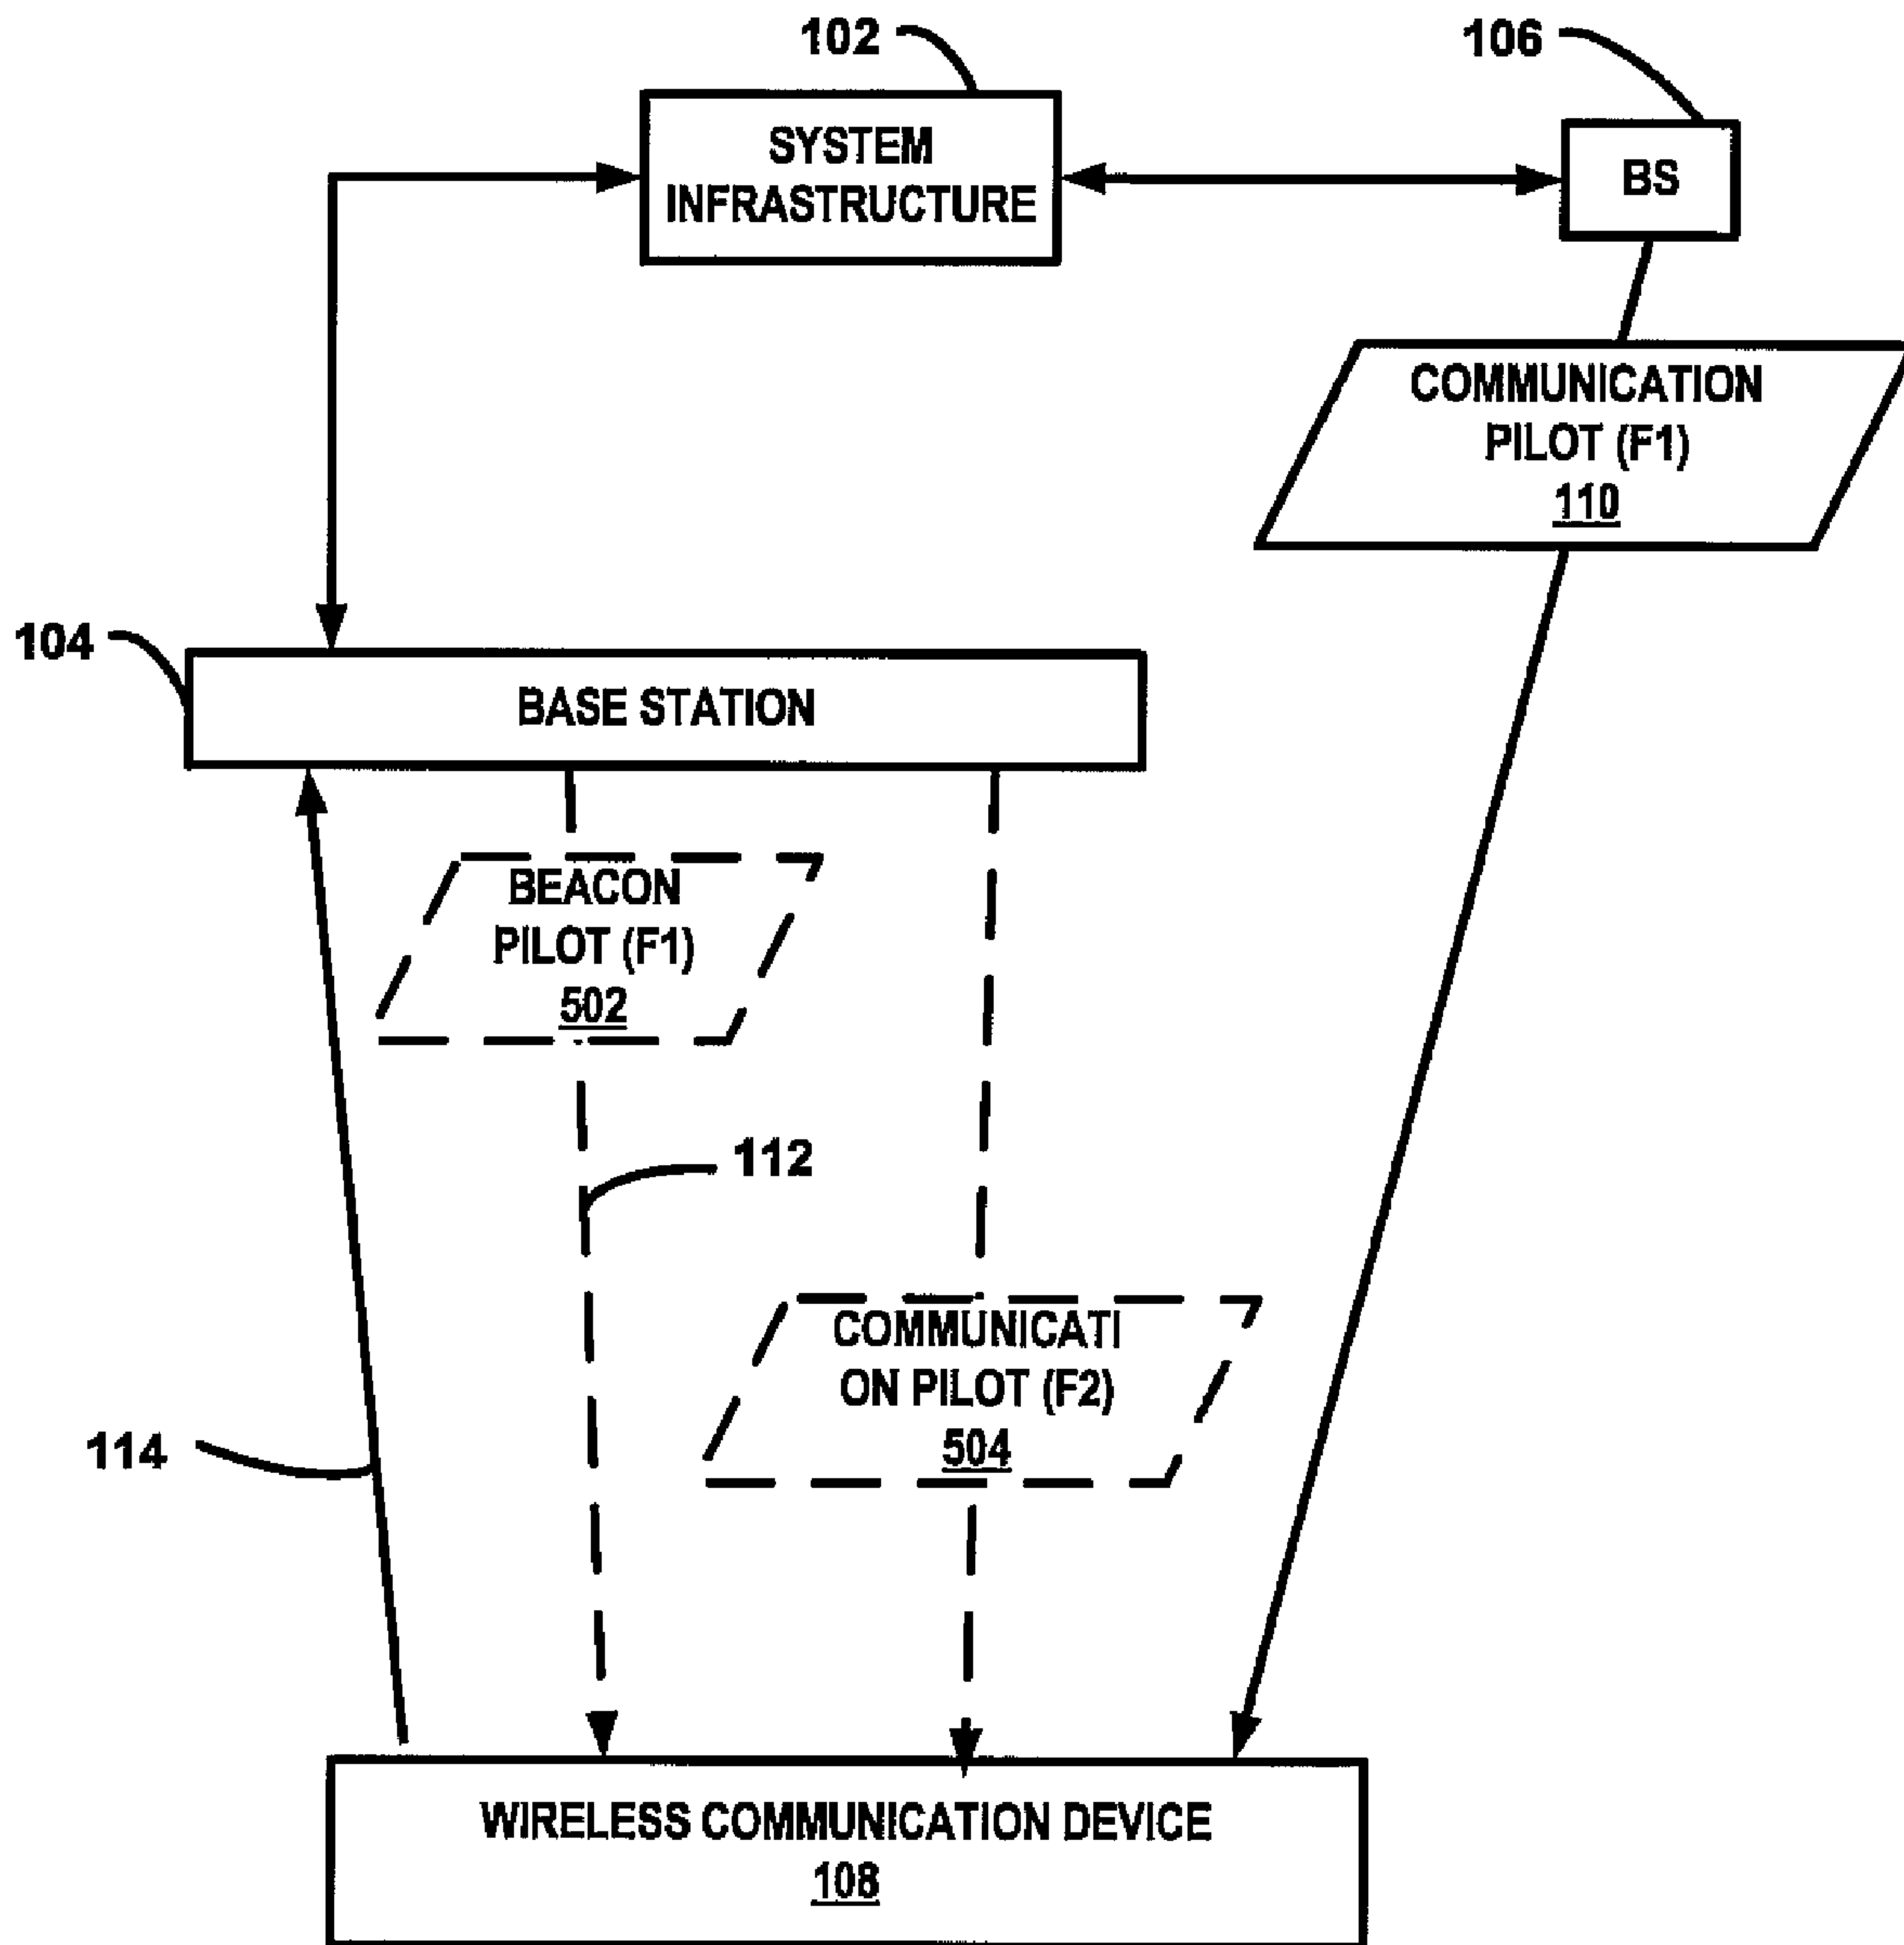 102
106
SYSTEM
INFRASTRUCTURE
BS
COMMUNICATION
PILOT (F1)
110
104
BASE STATION
BEACON
PILOT (F1)
502
112
COMMUNICATI
ON PILOT (F2)
504
114
WIRELESS COMMUNICATION DEVICE
108